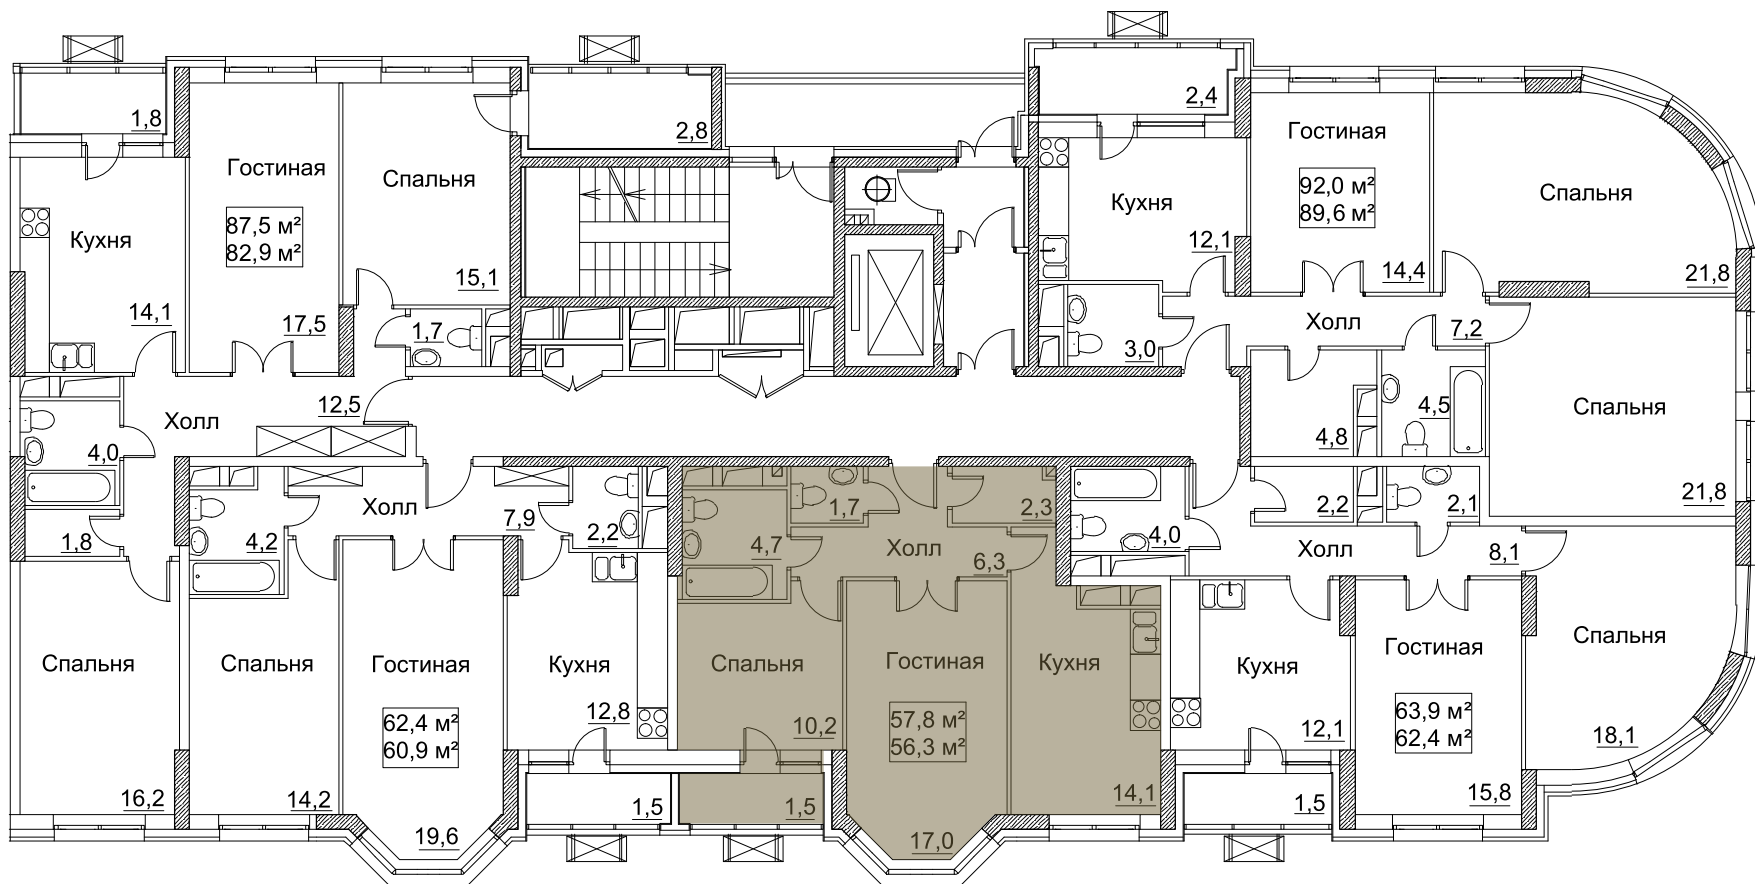 1,8
2,8
2,4
Гостиная
Спальня
Кухня
87,5 м²
82,9 м²
14,1
17,5
15,1
1,7
Гостиная
92,0 м²
89,6 м²
Кухня
12,1
14,4
Спальня
21,8
3,0
Холл
7,2
Спальня
21,8
4,8
4,5
Холл
12,5
4,0
1,8
Спальня
16,2
4,2
Холл
7,9
2,2
Спальня
14,2
Гостиная
62,4 м²
60,9 м²
19,6
Кухня
12,8
1,5
4,7
1,7
2,3
Холл
6,3
Спальня
10,2
1,5
Гостиная
57,8 м²
56,3 м²
17,0
Кухня
14,1
4,0
2,2
2,1
Холл
8,1
Кухня
12,1
1,5
Гостиная
63,9 м²
62,4 м²
15,8
Спальня
18,1